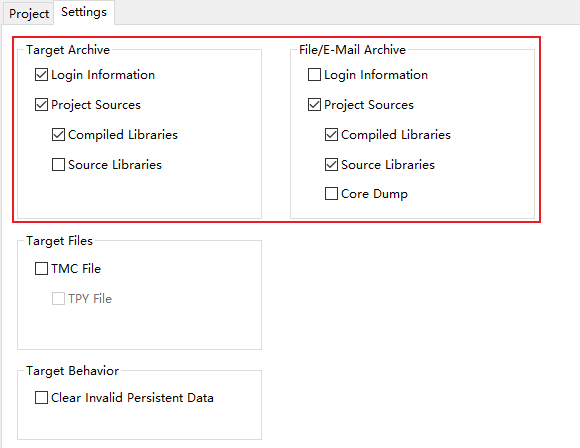 Project Settings
Target Archive
Login Information
Project Sources
Compiled Libraries
Source Libraries
File/E-Mail Archive
Login Information
Project Sources
Compiled Libraries
Source Libraries
Core Dump
Target Files
TMC File
TPY File
Target Behavior
Clear Invalid Persistent Data